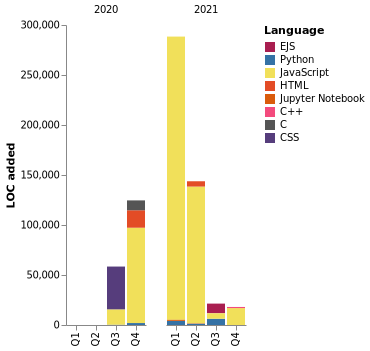 2020 2021
Language
EJS
Python
JavaScript
HTML
Jupyter Notebook
C++
C
CSS
LOC added
300,000
250,000
200,000
150,000
100,000
50,000
0
Q1 Q2 Q3 Q4 Q1 Q2 Q3 Q4